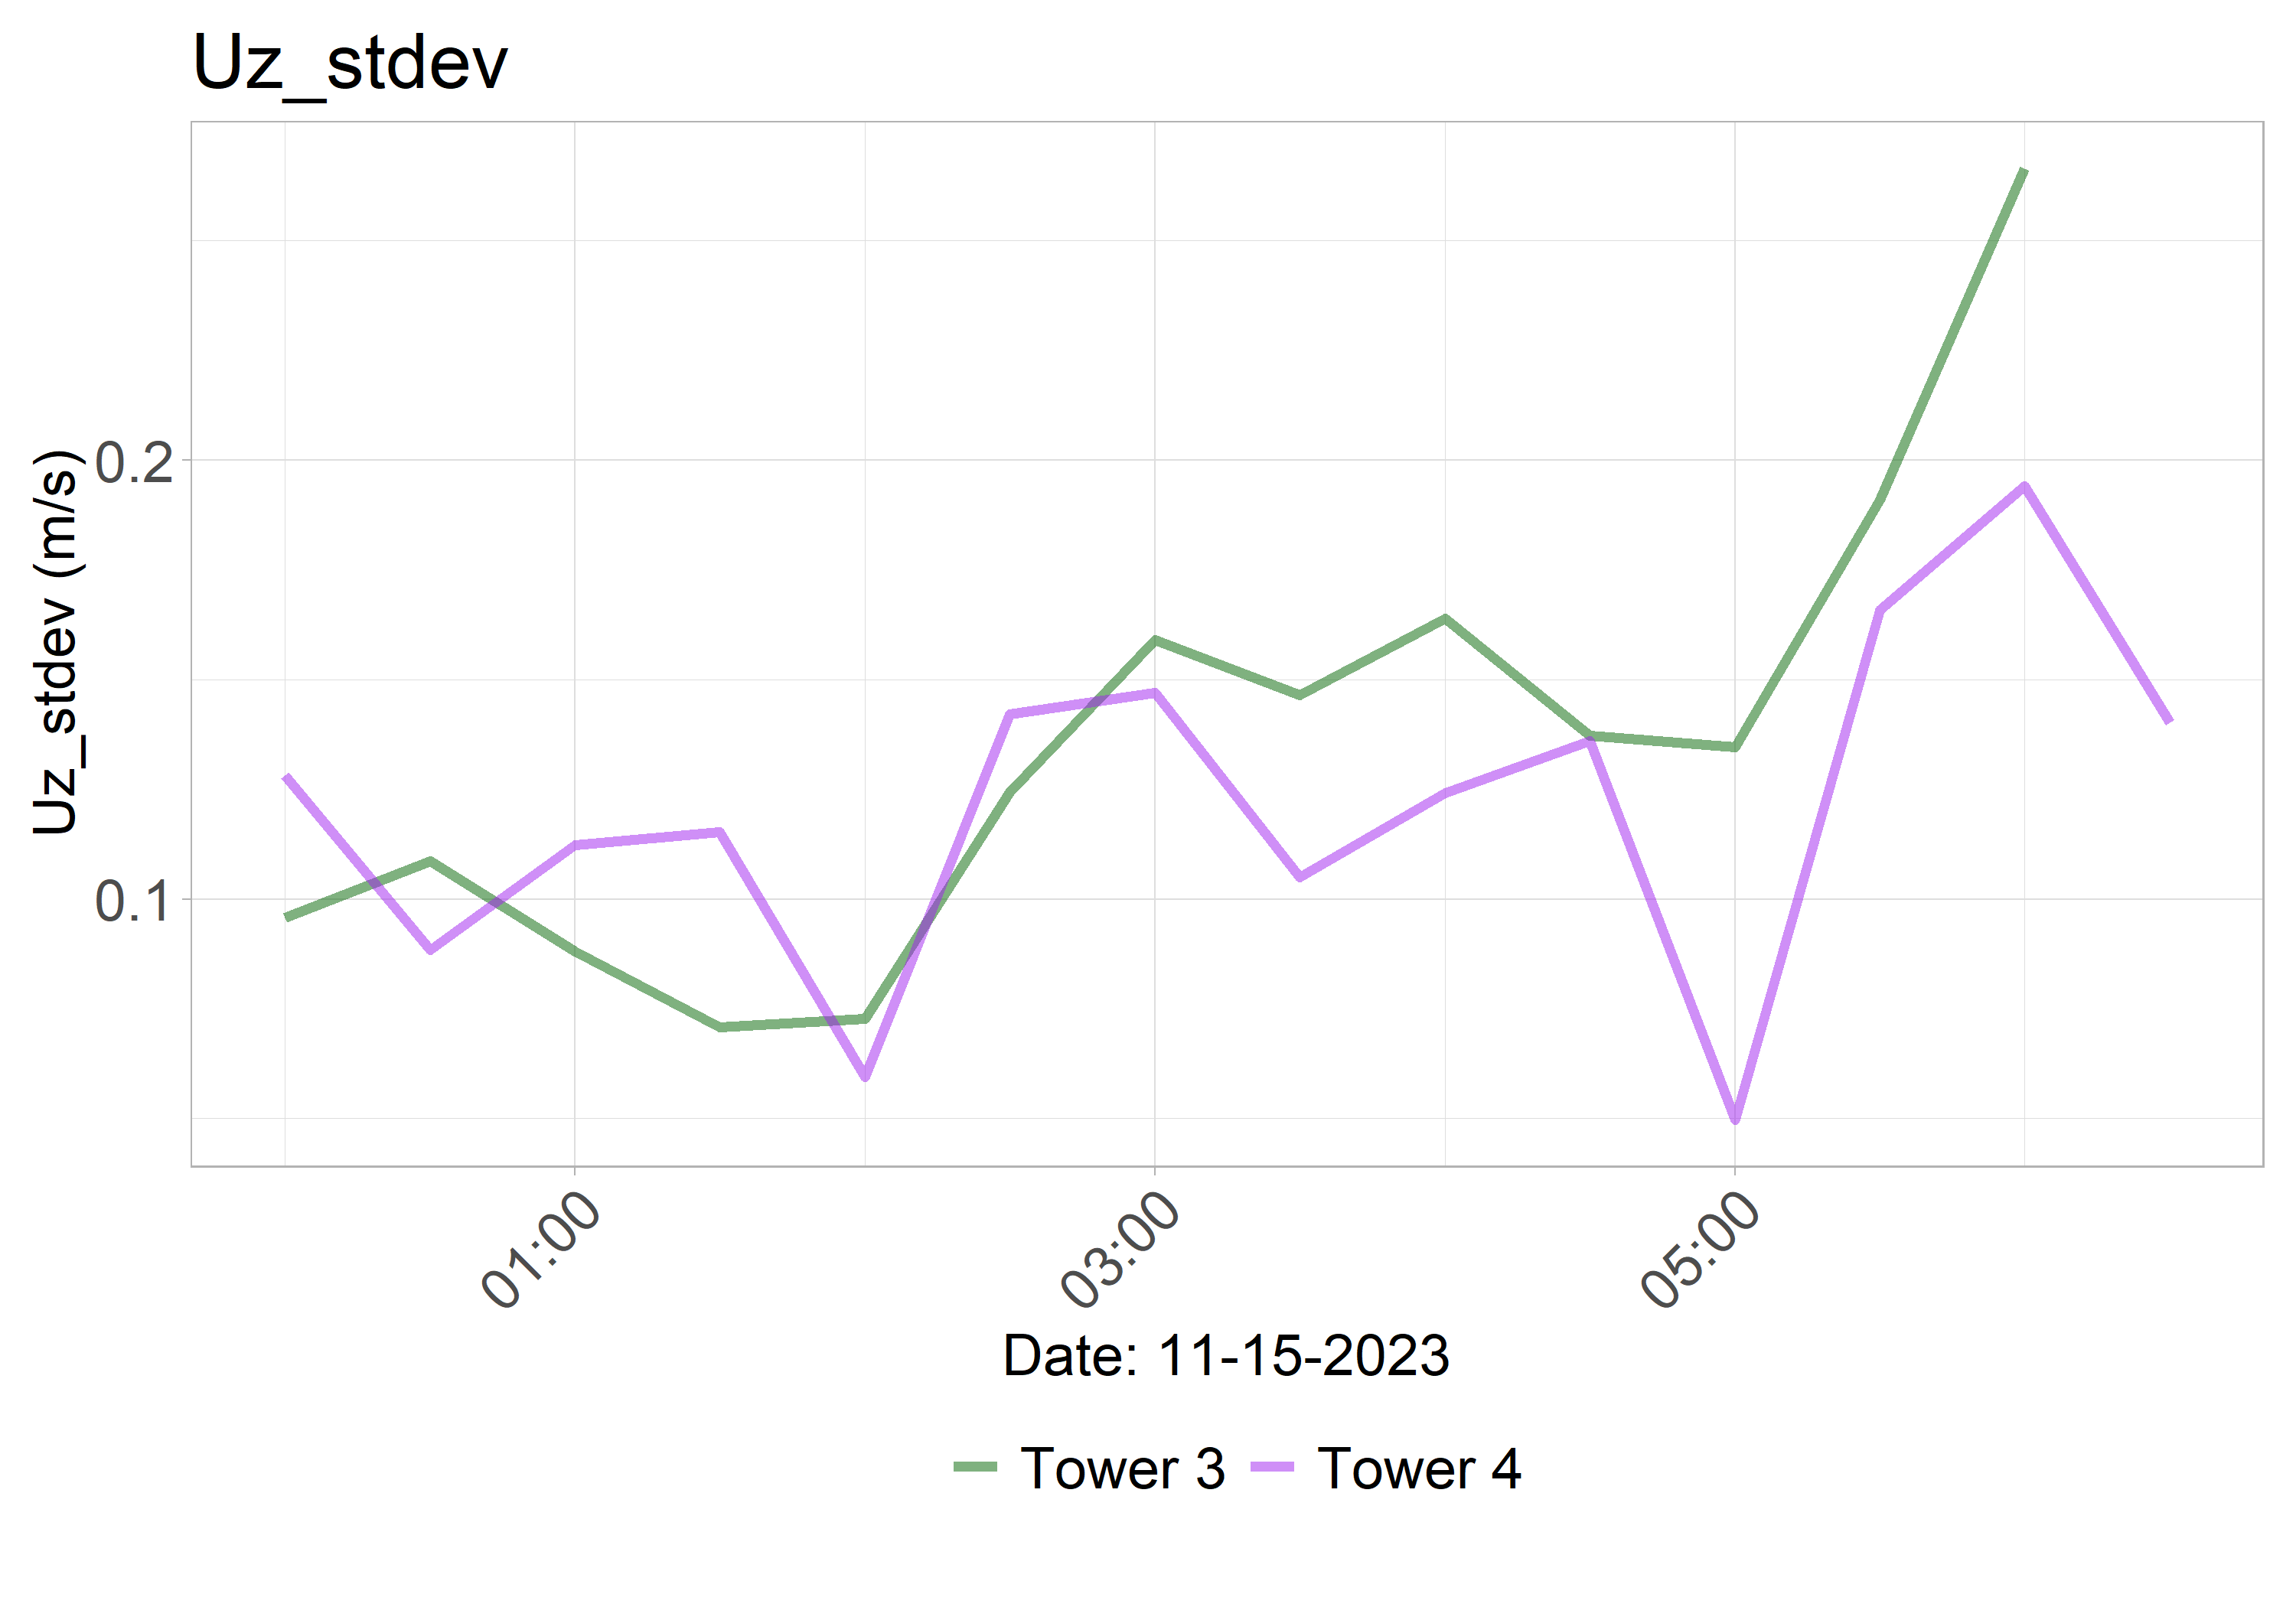 Uz_stdev
Uz_stdev (m/s)
0.2
0.1
01:00
03:00
05:00
Date: 11-15-2023
Tower 3
Tower 4